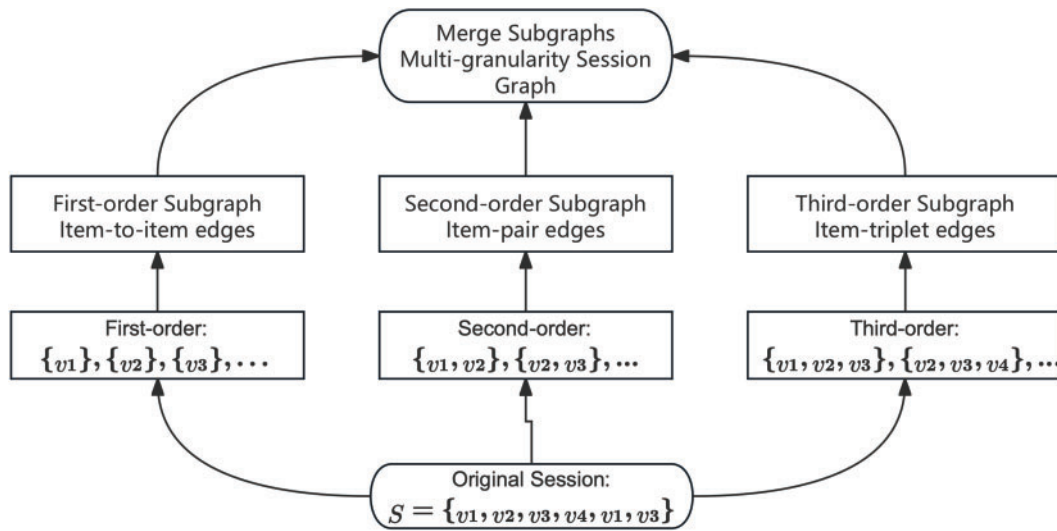 Merge Subgraphs
Multi-granularity Session
Graph
First-order Subgraph
Item-to-item edges
Second-order Subgraph
Item-pair edges
Third-order Subgraph
Item-triplet edges
First-order:
{v1}, {v2}, {v3}, ...
Second-order:
{v1, v2}, {v2, v3}, ...
Third-order:
{v1, v2, v3}, {v2, v3, v4}, ...
Original Session:
S = {v1, v2, v3, v4, v1, v3}